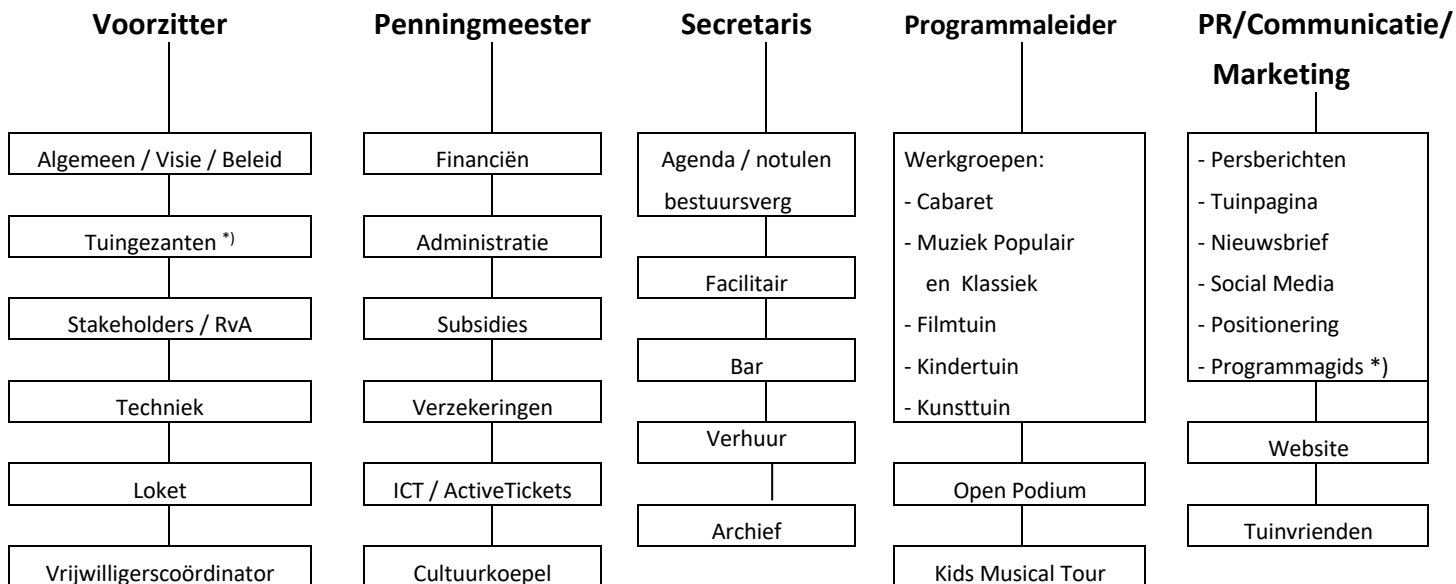 Voorzitter
Algemeen / Visie / Beleid
Tuingezanten *)
Stakeholders / RvA
Techniek
Loket
Vrijwilligerscoördinator
Penningmeester
Financiën
Administratie
Subsidies
Verzekeringen
ICT / ActiveTickets
Cultuurkoepel
Secretaris
Agenda / notulen
bestuursverg
Facilitair
Bar
Verhuur
Archief
Programmaleider
Werkgroepen:
- Cabaret
- Muziek Populair
en Klassiek
- Filmtuin
- Kindertuin
- Kunsttuin
Open Podium
Kids Musical Tour
PR/Communicatie/
Marketing
- Persberichten
- Tuinpagina
- Nieuwsbrief
- Social Media
- Positionering
- Programmagids *)
Website
Tuinvrienden